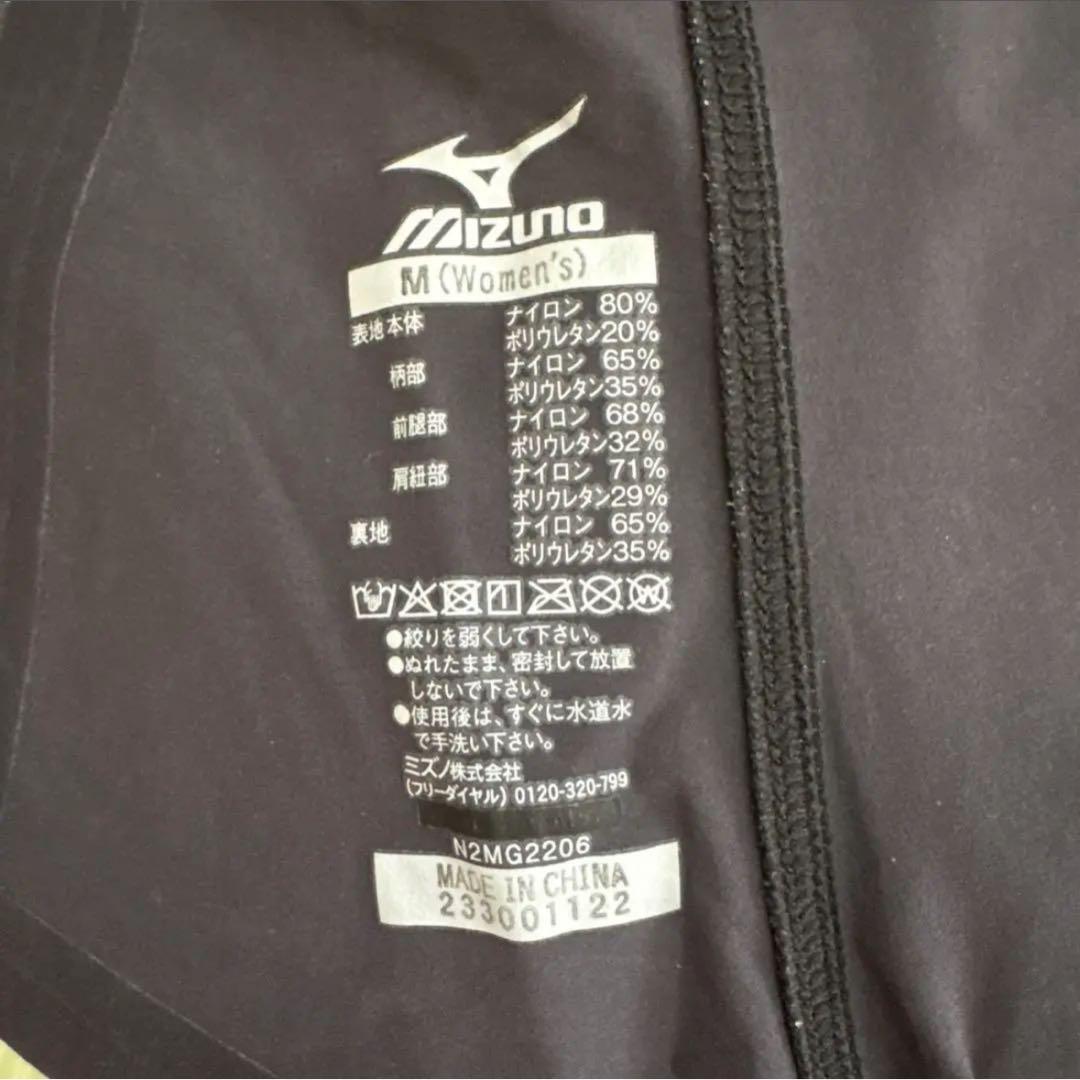 MIZUNO
M (Women's)
表地 本体 ナイロン 80%
ポリウレタン20%
柄部 ナイロン 65%
ポリウレタン35%
前腿部 ナイロン 68%
ポリウレタン32%
肩紐部 ナイロン 71%
ポリウレタン29%
裏地 ナイロン 65%
ポリウレタン35%
●絞りを弱くして下さい。
●ぬれたまま、密封して放置
しないで下さい。
●使用後は、すぐに水道水
で手洗い下さい。
ミズノ株式会社
(フリーダイヤル) 0120-320-799
N2MG2206
MADE IN CHINA
233001122